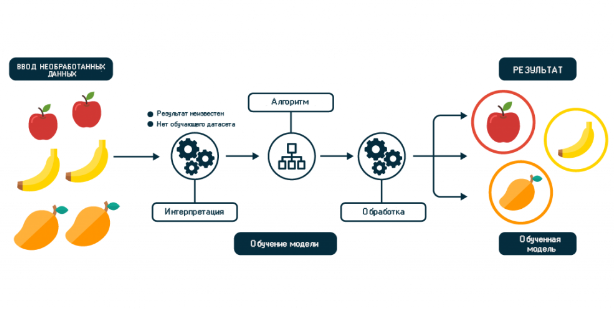 ВВОД НЕОБРАБОТАННЫХ
ДАННЫХ
Результат неизвестен
Нет обучающего датасета
Алгоритм
РЕЗУЛЬТАТ
Интерпретация
Обработка
Обучение модели
Обученная
модель